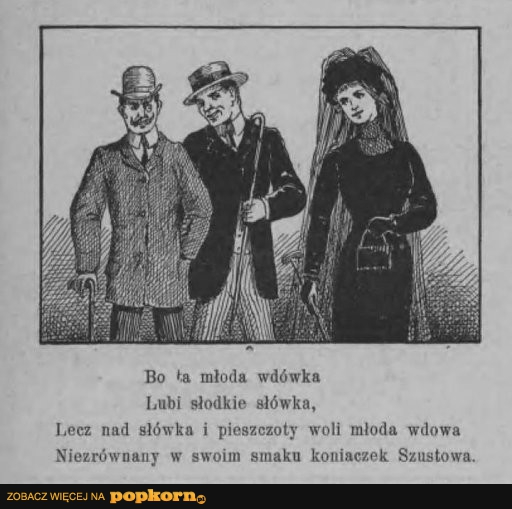 Bo ta młoda wdówka
Lubi słodkie słówka,
Lecz nad słówka i pieszczoty woli młoda wdowa
Niezrównany w swoim smaku koniaczek Szustowa.
ZOBACZ WIĘCEJ NA popkorn.pl